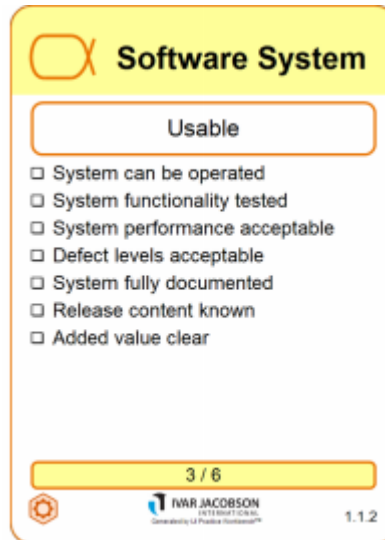 Software System
Usable
System can be operated
System functionality tested
System performance acceptable
Defect levels acceptable
System fully documented
Release content known
Added value clear
3 / 6
IVAR JACOBSON
INTERNATIONAL
1.1.2